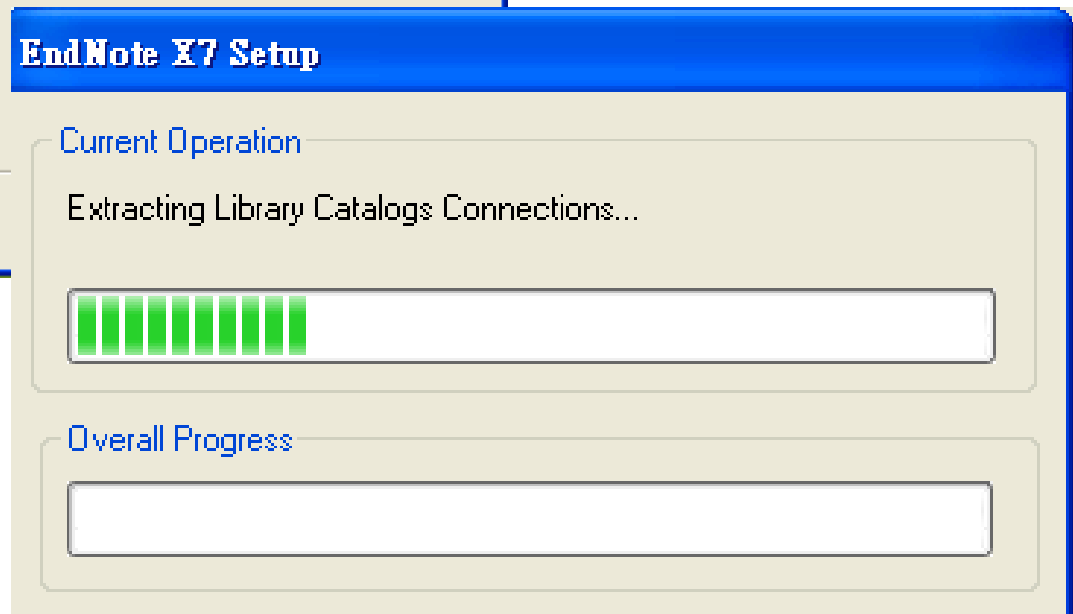 EndNote X7 Setup
Current Operation
Extracting Library Catalogs Connections...
Overall Progress